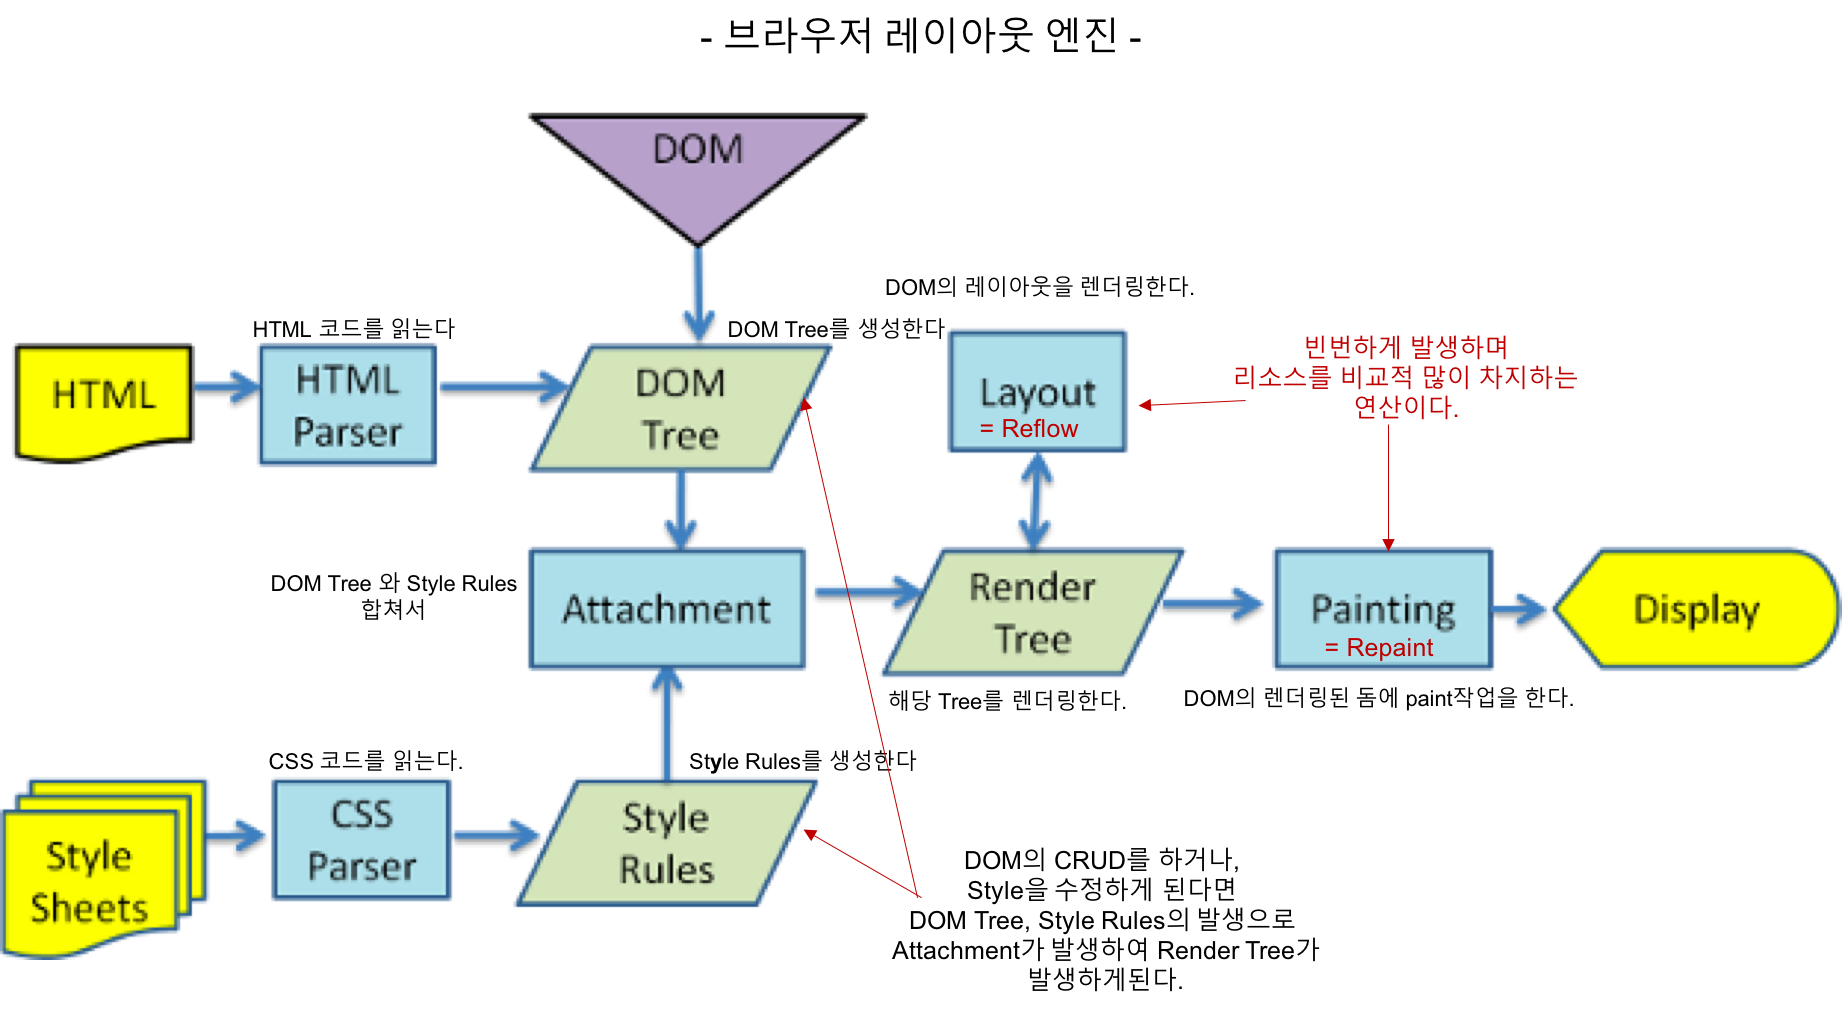 - 브라우저 레이아웃 엔진 -
DOM
DOM의 레이아웃을 렌더링한다.
HTML 코드를 읽는다
DOM Tree를 생성한다
HTML
HTML
Parser
DOM
Tree
Layout
= Reflow
빈번하게 발생하며
리소스를 비교적 많이 차지하는
연산이다.
DOM Tree 와 Style Rules
합쳐서
Attachment
Render
Tree
Painting
= Repaint
Display
해당 Tree를 렌더링한다.
DOM의 렌더링된 돔에 paint작업을 한다.
CSS 코드를 읽는다.
Style Rules를 생성한다
Style
Sheets
CSS
Parser
Style
Rules
DOM의 CRUD를 하거나,
Style을 수정하게 된다면
DOM Tree, Style Rules의 발생으로
Attachment가 발생하여 Render Tree가
발생하게된다.